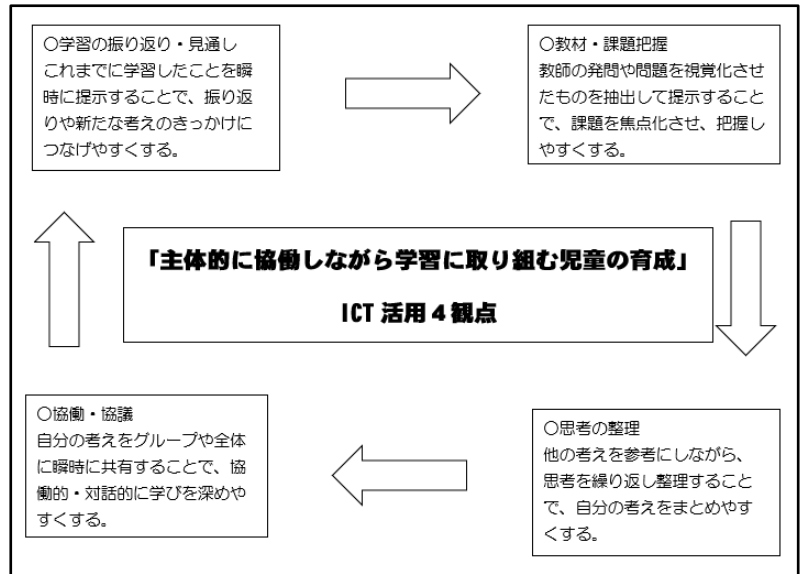 ○学習の振り返り・見通し
これまでに学習したことを瞬
時に提示することで、振り返
りや新たな考えのきっかけに
つなげやすくする。
○教材・課題把握
教師の発問や問題を視覚化させ
たものを抽出して提示すること
で、課題を焦点化させ、把握し
やすくする。
「主体的に協働しながら学習に取り組む児童の育成」
ICT 活用４観点
○協働・協議
自分の考えをグループや全体
に瞬時に共有することで、協
働的・対話的に学びを深めや
すくする。
○思考の整理
他の考えを参考にしながら、
思考を繰り返し整理すること
で、自分の考えをまとめやす
くする。